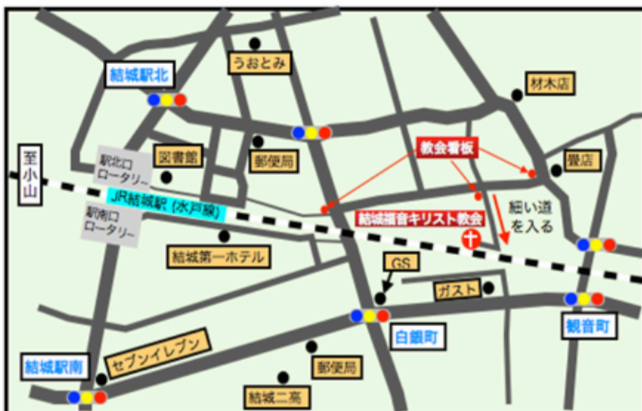 うおとみ
結城駅北
材木店
至小山
駅北口
ロータリー
図書館
郵便局
教会看板
畳店
JR結城駅 (水戸線)
駅南口
ロータリー
結城福音キリスト教会
細い道
を入る
結城第一ホテル
GS
ガスト
白銀町
観音町
結城駅南
セブンイレブン
郵便局
結城二高